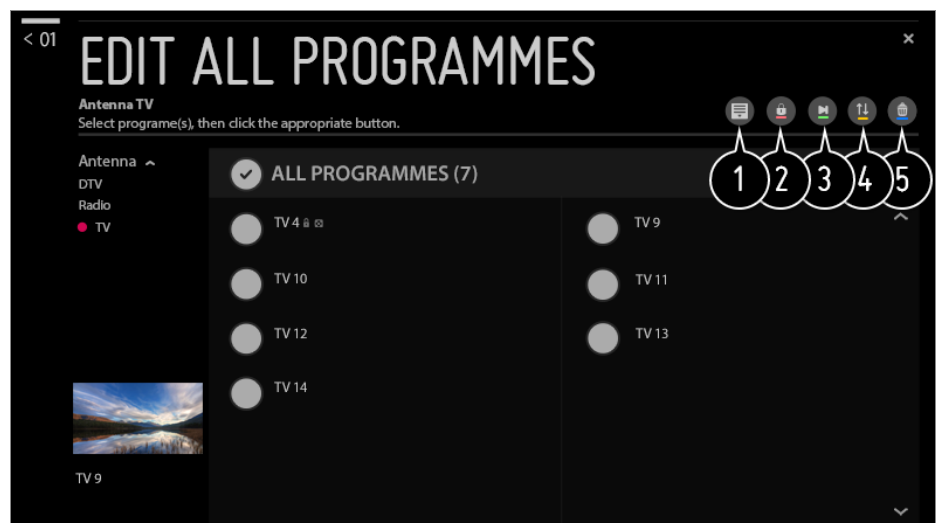 < 01
EDIT ALL PROGRAMMES
×
Antenna TV
Select programe(s), then click the appropriate button.
1 2 3 4 5
Antenna
DTV
Radio
TV
ALL PROGRAMMES (7)
TV 4
TV 9
TV 10
TV 11
TV 12
TV 13
TV 14
TV 9